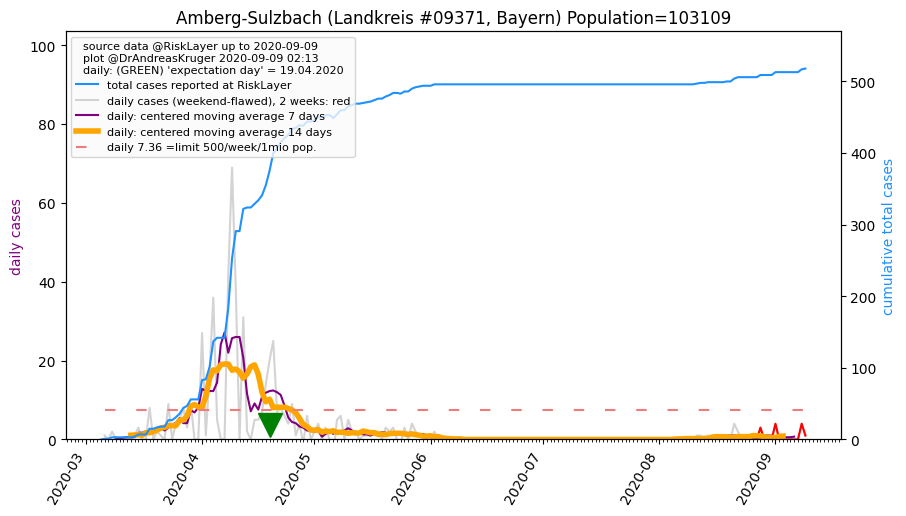 Amberg-Sulzbach (Landkreis #09371, Bayern) Population=103109
source data @RiskLayer up to 2020-09-09
plot @DrAndreasKruger 2020-09-09 02:13
daily: (GREEN) 'expectation day' = 19.04.2020
total cases reported at RiskLayer
daily cases (weekend-flawed), 2 weeks: red
daily: centered moving average 7 days
daily: centered moving average 14 days
daily 7.36 =limit 500/week/1mio pop.
daily cases
100
80
60
40
20
0
cumulative total cases
500
400
300
200
100
0
2020-03
2020-04
2020-05
2020-06
2020-07
2020-08
2020-09